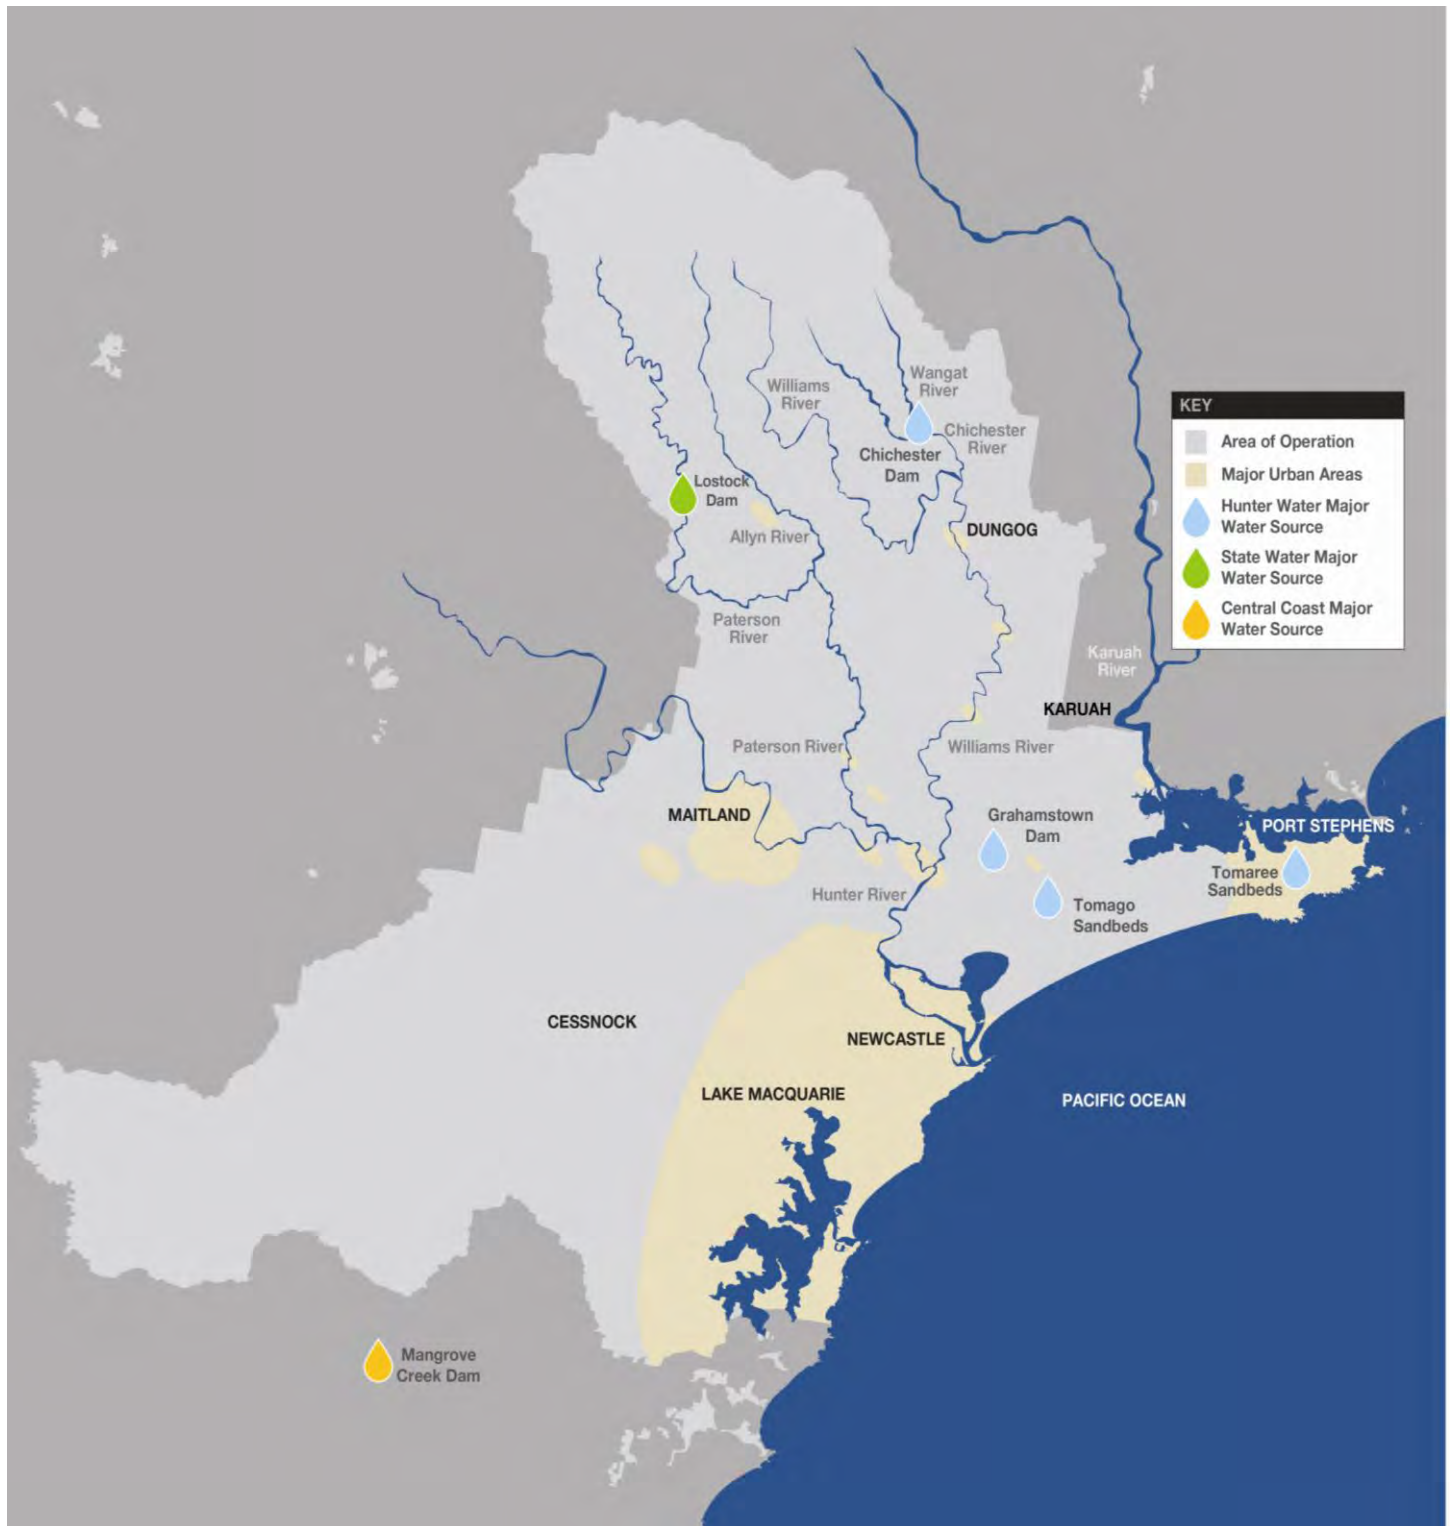 Wangat
River
Williams
River
KEY
Chichester
River
Area of Operation
Chichester
Dam
Major Urban Areas
Lostock
Dam
Hunter Water Major
Water Source
DUNGOG
Allyn River
State Water Major
Water Source
Central Coast Major
Water Source
Paterson
River
Karuah
River
KARUAH
Paterson River
Williams River
MAITLAND
Grahamstown
Dam
PORT STEPHENS
Tomaree
Sandbeds
Hunter River
Tomago
Sandbeds
CESSNOCK
NEWCASTLE
LAKE MACQUARIE
PACIFIC OCEAN
Mangrove
Creek Dam